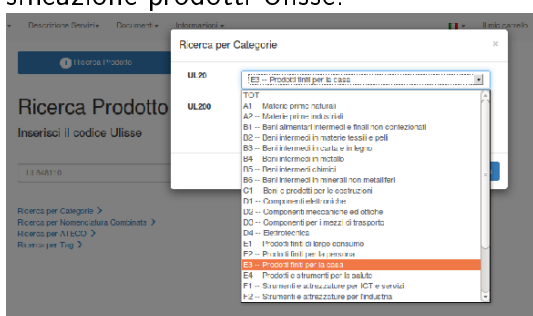 sificazione prodotti Ulisse.
Descrizione Servizi Documenti Informazioni Il mio carrello
Ricerca per Categorie ×
1 Ricerca Prodotto
UL20 E3 -- Prodotti finiti per la casa
TOT
Ricerca Prodotto
UL200
A1 -- Materie prime naturali
A2 -- Materie prime industriali
Inserisci il codice Ulisse
B1 -- Beni alimentari intermedi e finali non confezionati
B2 -- Beni intermedi in materie tessili e pelli
B3 -- Beni intermedi in carta e in legno
B4 -- Beni intermedi in metallo
B5 -- Beni intermedi chimici
B6 -- Beni intermedi in minerali non metalliferi
C1 -- Beni e prodotti per le costruzioni
D1 -- Componenti elettroniche
Ricerca per Categorie >
D2 -- Componenti meccaniche ed ottiche
Ricerca per Nomenclatura Combinata >
D3 -- Componenti per i mezzi di trasporto
Ricerca per ATECO >
D4 -- Elettrotecnica
Ricerca per Tag >
E1 -- Prodotti finiti di largo consumo
E2 -- Prodotti finiti per la persona
E3 -- Prodotti finiti per la casa
E4 -- Prodotti e strumenti per la salute
F1 -- Strumenti e attrezzature per ICT e servizi
F2 -- Strumenti e attrezzature per l'industria